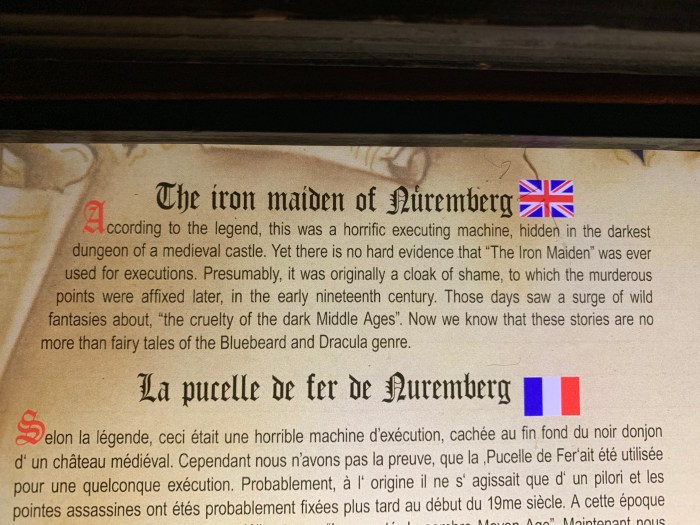 The iron maiden of Nüremberg
According to the legend, this was a horrific executing machine, hidden in the darkest
dungeon of a medieval castle. Yet there is no hard evidence that “The Iron Maiden” was ever
used for executions. Presumably, it was originally a cloak of shame, to which the murderous
points were affixed later, in the early nineteenth century. Those days saw a surge of wild
fantasies about, “the cruelty of the dark Middle Ages”. Now we know that these stories are no
more than fairy tales of the Bluebeard and Dracula genre.
La pucelle de fer de Nuremberg
Selon la légende, ceci était une horrible machine d'exécution, cachée au fin fond du noir donjon
d' un château médiéval. Cependant nous n'avons pas la preuve, que la ‚Pucelle de Fer'ait été utilisée
pour une quelconque exécution. Probablement, à l' origine il ne s' agissait que d' un pilori et les
pointes assassines ont étés probablement fixées plus tard au début du 19me siècle. A cette époque
Moyen Age”. Maintenant nous